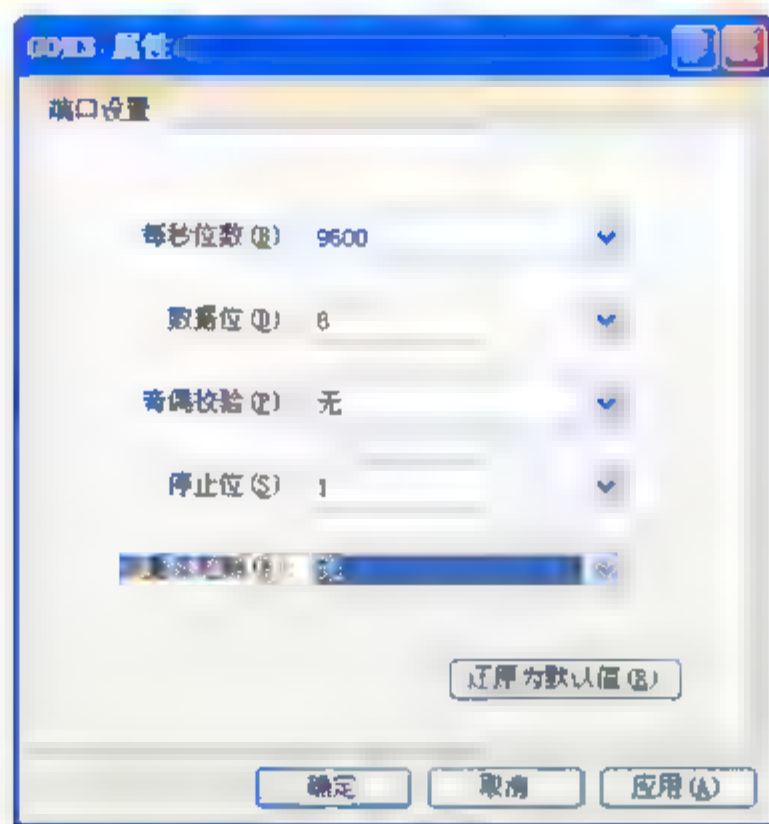 COM3 属性
端口设置
每秒位数(B) 9600
数据位(D) 8
奇偶校验(P) 无
停止位(S) 1
还原为默认值(R)
确定 取消 应用(A)